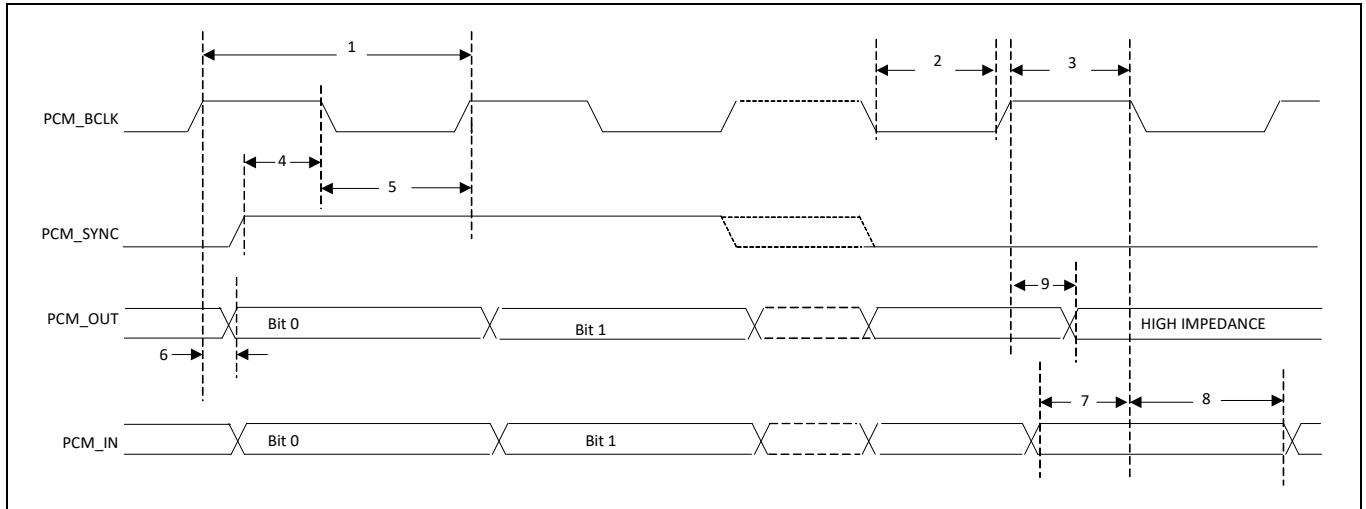 1
2
3
PCM_BCLK
4
5
PCM_SYNC
9
PCM_OUT
Bit 0
Bit 1
HIGH IMPEDANCE
6
7
8
PCM_IN
Bit 0
Bit 1